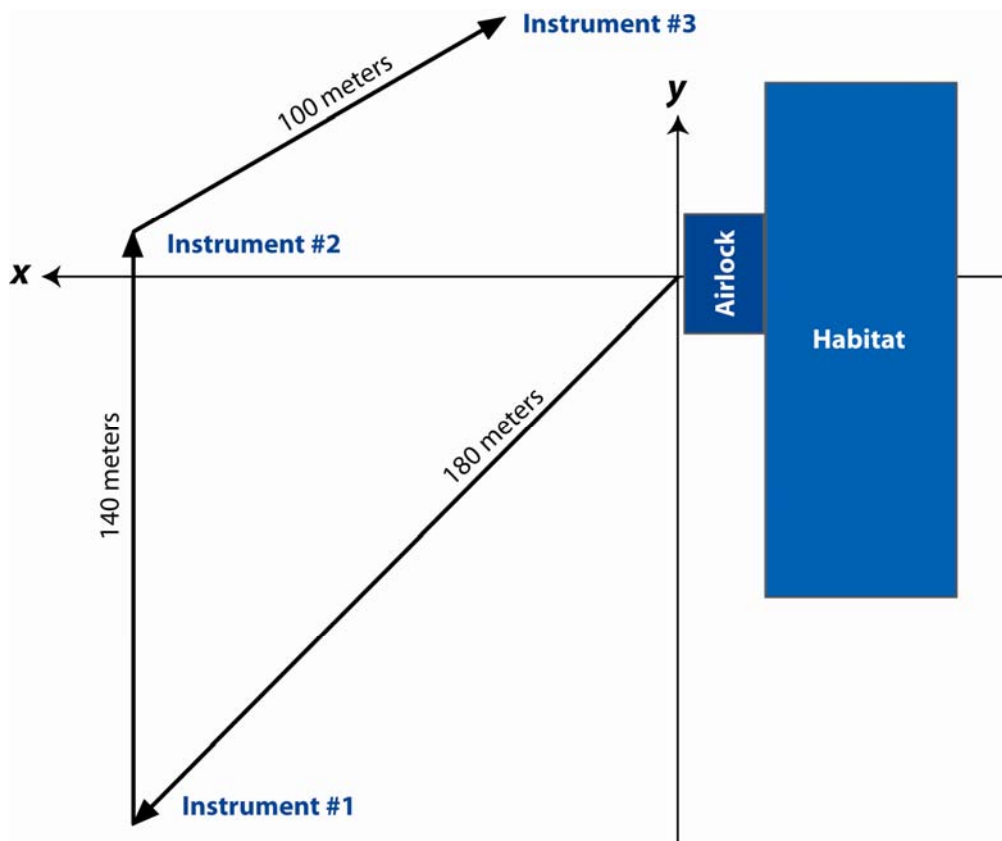 Instrument #3
100 meters
y
Instrument #2
x
Airlock
Habitat
180 meters
140 meters
Instrument #1